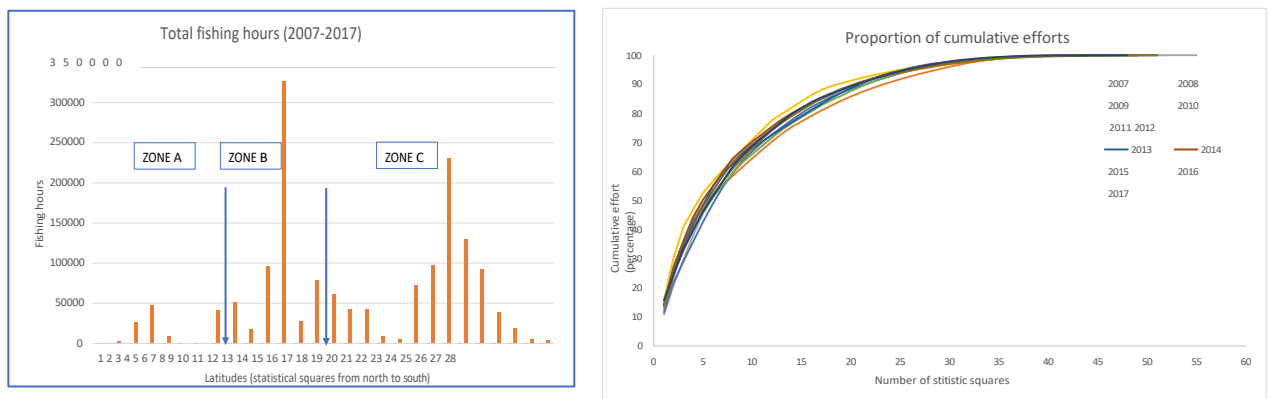 Total fishing hours (2007-2017)
3 5 0 0 0 0
300000
250000
200000
150000
100000
50000
0
Fishing hours
ZONE A
ZONE B
ZONE C
1 2 3 4 5 6 7 8 9 10 11 12 13 14 15 16 17 18 19 20 21 22 23 24 25 26 27 28
Latitudes (statistical squares from north to south)
Proportion of cumulative efforts
100
90
80
70
60
50
40
30
20
10
0
Cumulative effort
(percentage)
2007 2008
2009 2010
2011 2012
2013 2014
2015 2016
2017
0 5 10 15 20 25 30 35 40 45 50 55 60
Number of stitistic squares